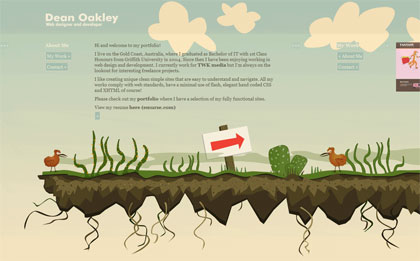 Dean Oakley
Web designer and developer
About Me
My Work
Contact
Hi and welcome to my portfolio!
I live on the Gold Coast, Australia, where I graduated as Bachelor of IT with 1st Class
Honours from Griffith University in 2004. Since then I have been enjoying working in
web design and development. I currently work for TWK media but I'm always on the
lookout for interesting freelance projects.
I like creating unique clean simple sites that are easy to understand and navigate. All my
works comply with web standards, have a minimal use of flash, elegant hand coded CSS
and XHTML of course!
Please check out my portfolio where I have a selection of my fully functional sites.
View my resume here (resume.com)
My Work
About Me
Contact